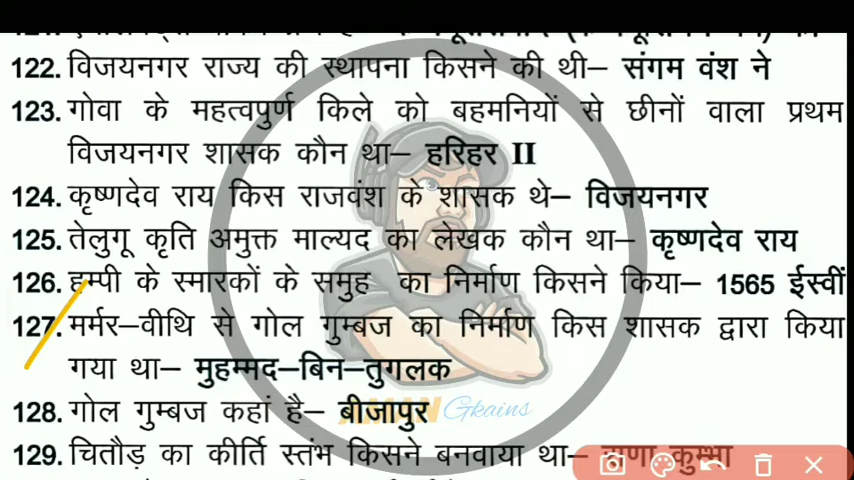 122. विजयनगर राज्य की स्थापना किसने की थी– संगम वंश ने
123. गोवा के महत्वपुर्ण किले को बहमनियों से छीनों वाला प्रथम
विजयनगर शासक कौन था– हरिहर II
124. कृष्णदेव राय किस राजवंश के शासक थे– विजयनगर
125. तेलुगू कृति अमुक्त माल्यद का लेखक कौन था– कृष्णदेव राय
126. हम्पी के स्मारकों के समुह का निर्माण किसने किया– 1565 ईस्वीं
127. मर्मर–वीथि से गोल गुम्बज का निर्माण किस शासक द्वारा किया
गया था– मुहम्मद–बिन–तुगलक
128. गोल गुम्बज कहां है– बीजापुर
AMAN Gkains
129. चितौड़ का कीर्ति स्तंभ किसने बनवाया था– राणा कुम्भा